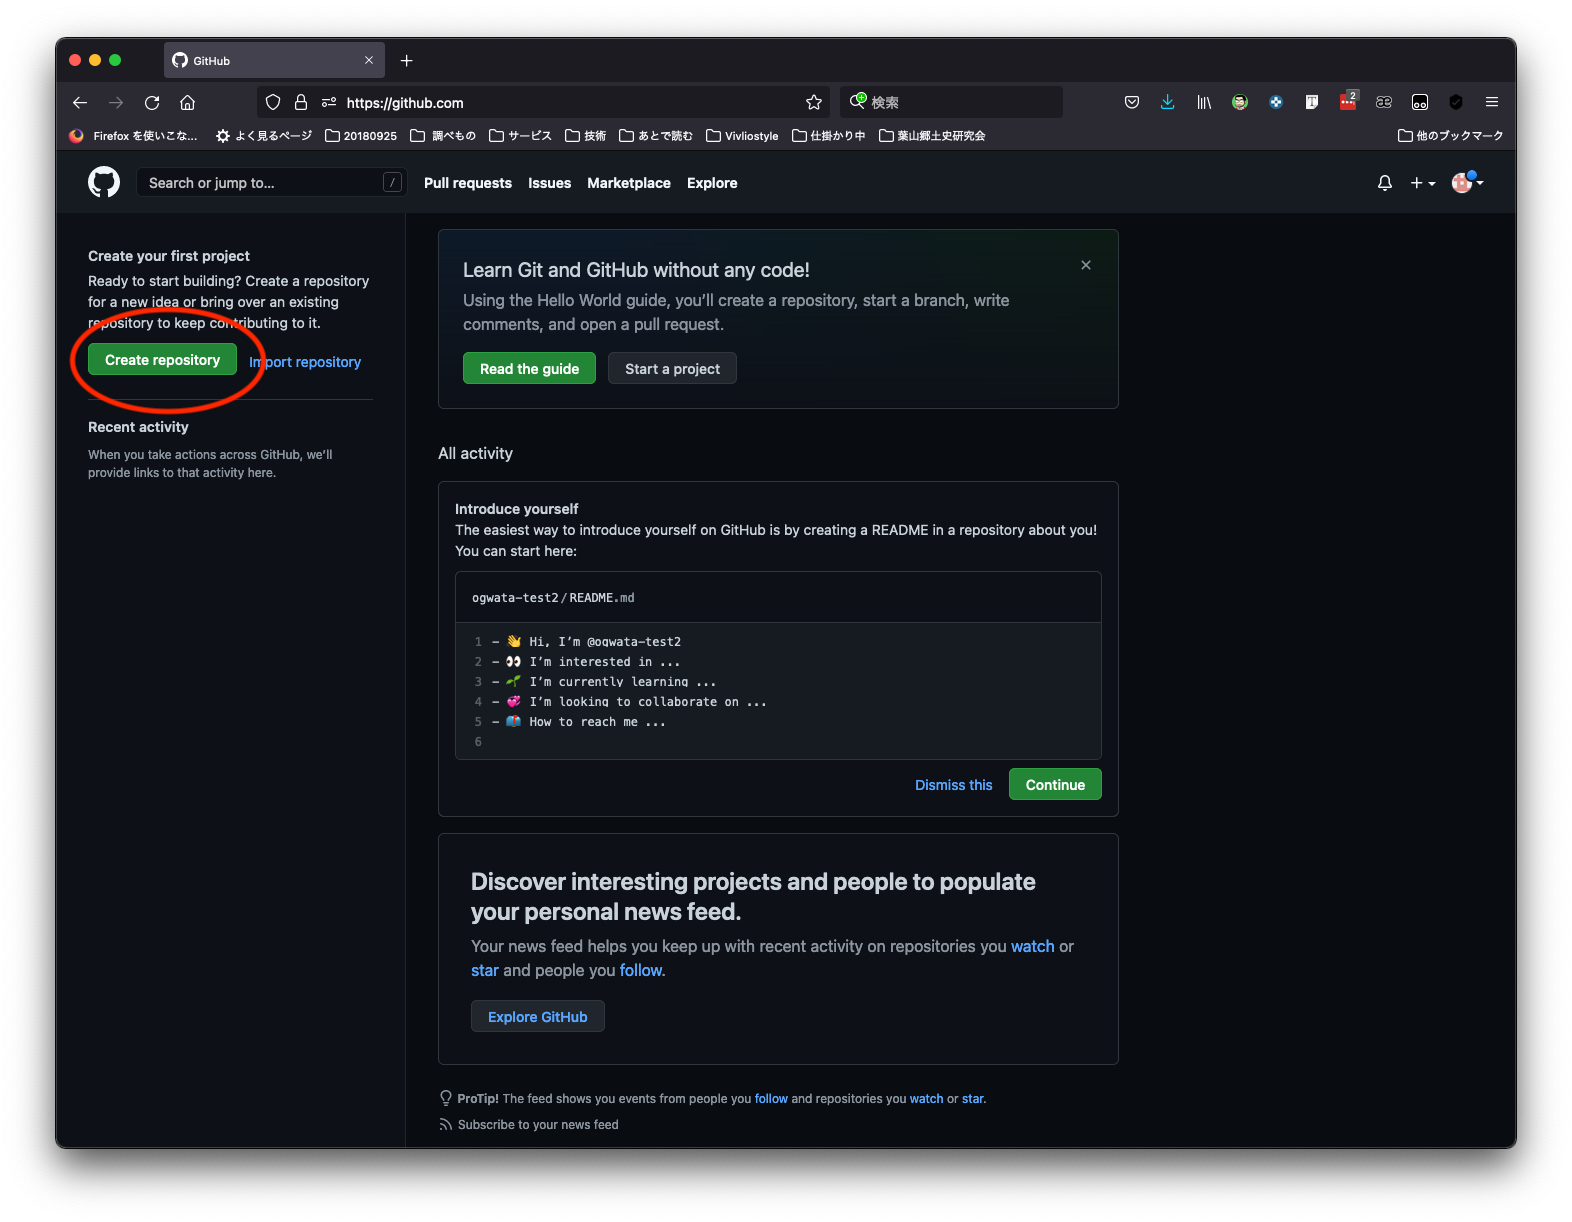 GitHub
https://github.com
検索
2
Firefox を使いこな...
よく見るページ
20180925
調べもの
サービス
技術
あとで読む
Vivliostyle
仕掛かり中
葉山郷土史研究会
他のブックマーク
Search or jump to...
/
Pull requests
Issues
Marketplace
Explore
Create your first project
Ready to start building? Create a repository
for a new idea or bring over an existing
repository to keep contributing to it.
Create repository
Import repository
Recent activity
When you take actions across GitHub, we'll
provide links to that activity here.
Learn Git and GitHub without any code!
Using the Hello World guide, you'll create a repository, start a branch, write
comments, and open a pull request.
Read the guide
Start a project
All activity
Introduce yourself
The easiest way to introduce yourself on GitHub is by creating a README in a repository about you!
You can start here:
ogwata-test2/README.md
1 - 👋 Hi, I'm @ogwata-test2
2 - 👀 I'm interested in ...
3 - 🌱 I'm currently learning ...
4 - 💞️ I'm looking to collaborate on ...
5 - 📫 How to reach me ...
6
Dismiss this
Continue
Discover interesting projects and people to populate
your personal news feed.
Your news feed helps you keep up with recent activity on repositories you watch or
star and people you follow.
Explore GitHub
ProTip! The feed shows you events from people you follow and repositories you watch or star.
Subscribe to your news feed